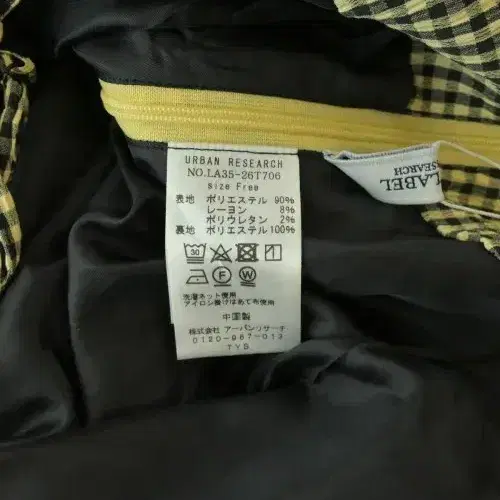 URBAN RESEARCH
NO.LA35-26T706
size Free
表地 ポリエステル 90%
レーヨン 8%
ポリウレタン 2%
裏地 ポリエステル 100%
30
F W
洗濯ネット使用
アイロン掛けはあて布使用
中国製
株式会社 アーバンリサーチ
0120-967-013
TYS
LABEL
SEARCH